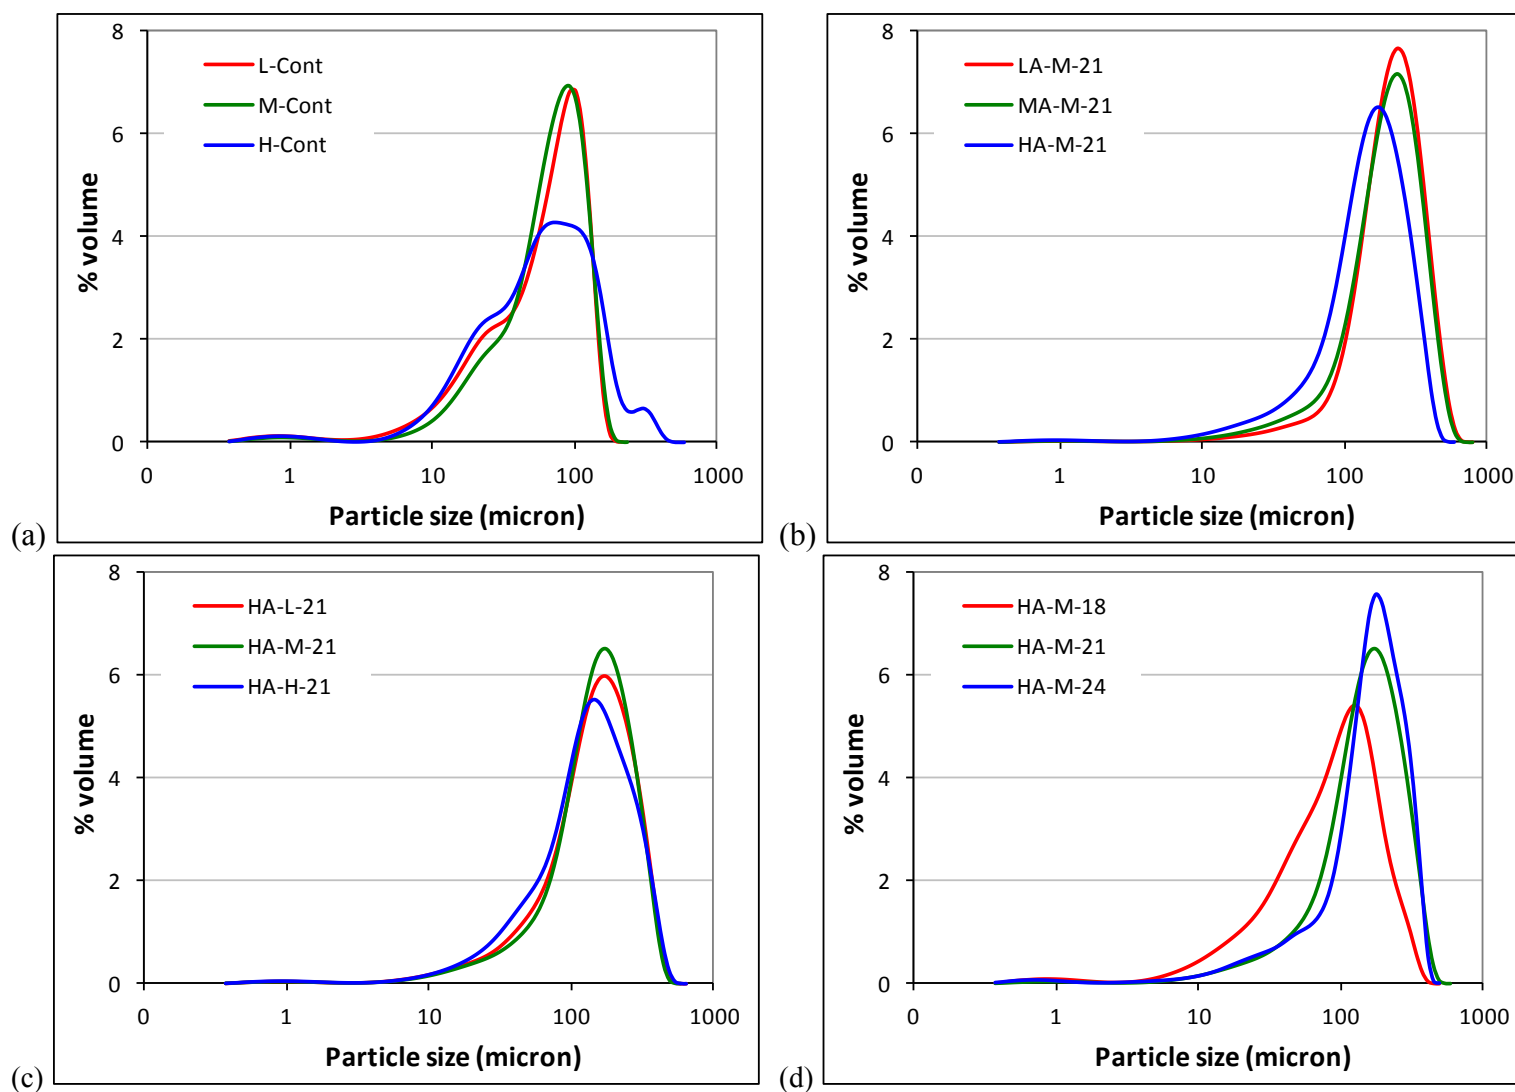 8
6
4
2
0
% volume
L-Cont
M-Cont
H-Cont
0 1 10 100 1000
Particle size (micron)
(a)
8
6
4
2
0
% volume
LA-M-21
MA-M-21
HA-M-21
0 1 10 100 1000
Particle size (micron)
(b)
8
6
4
2
0
% volume
HA-L-21
HA-M-21
HA-H-21
0 1 10 100 1000
Particle size (micron)
(c)
8
6
4
2
0
% volume
HA-M-18
HA-M-21
HA-M-24
0 1 10 100 1000
Particle size (micron)
(d)